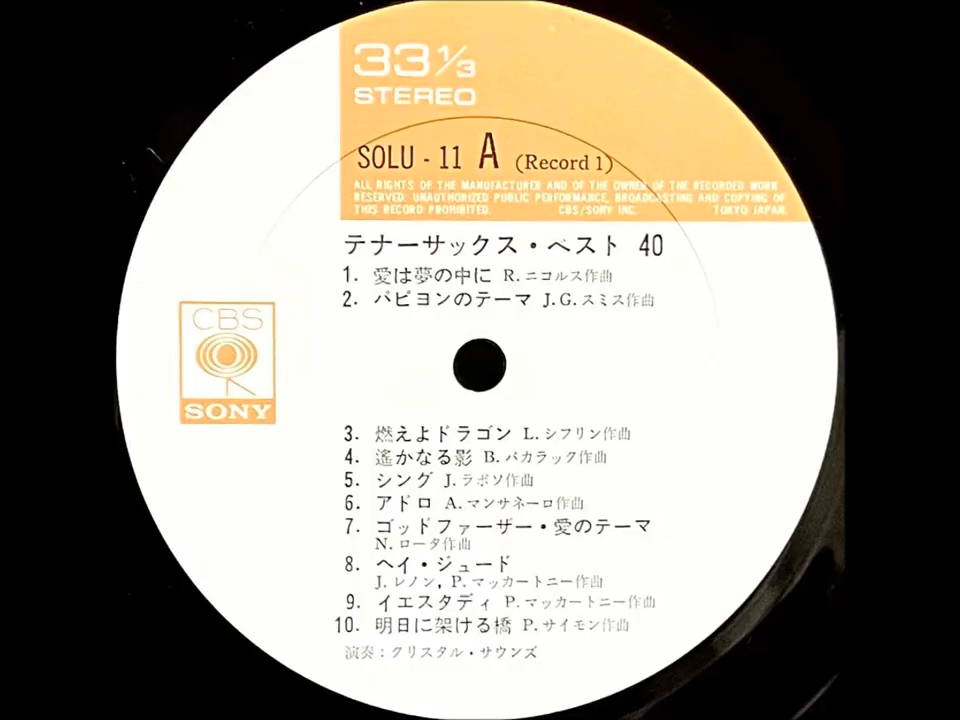 33 1/3
STEREO
SOLU - 11 A (Record 1)
ALL RIGHTS OF THE MANUFACTURER AND OF THE OWNER OF THE RECORDED WORK
RESERVED. UNAUTHORIZED PUBLIC PERFORMANCE, BROADCASTING AND COPYING OF
THIS RECORD PROHIBITED. CBS/SONY INC. TOKYO JAPAN
テナーサックス・ベスト 40
1. 愛は夢の中に R. ニコルス作曲
2. パピヨンのテーマ J.G. スミス作曲
CBS
SONY
3. 燃えよドラゴン L. シフリン作曲
4. 遙かなる影 B. バカラック作曲
5. シング J. ラポソ作曲
6. アドロ A. マンサネーロ作曲
7. ゴッドファーザー・愛のテーマ
N. ロータ作曲
8. ヘイ・ジュード
J. レノン, P. マッカートニー作曲
9. イエスタディ P. マッカートニー作曲
10. 明日に架ける橋 P. サイモン作曲
演奏：クリスタル・サウンズ